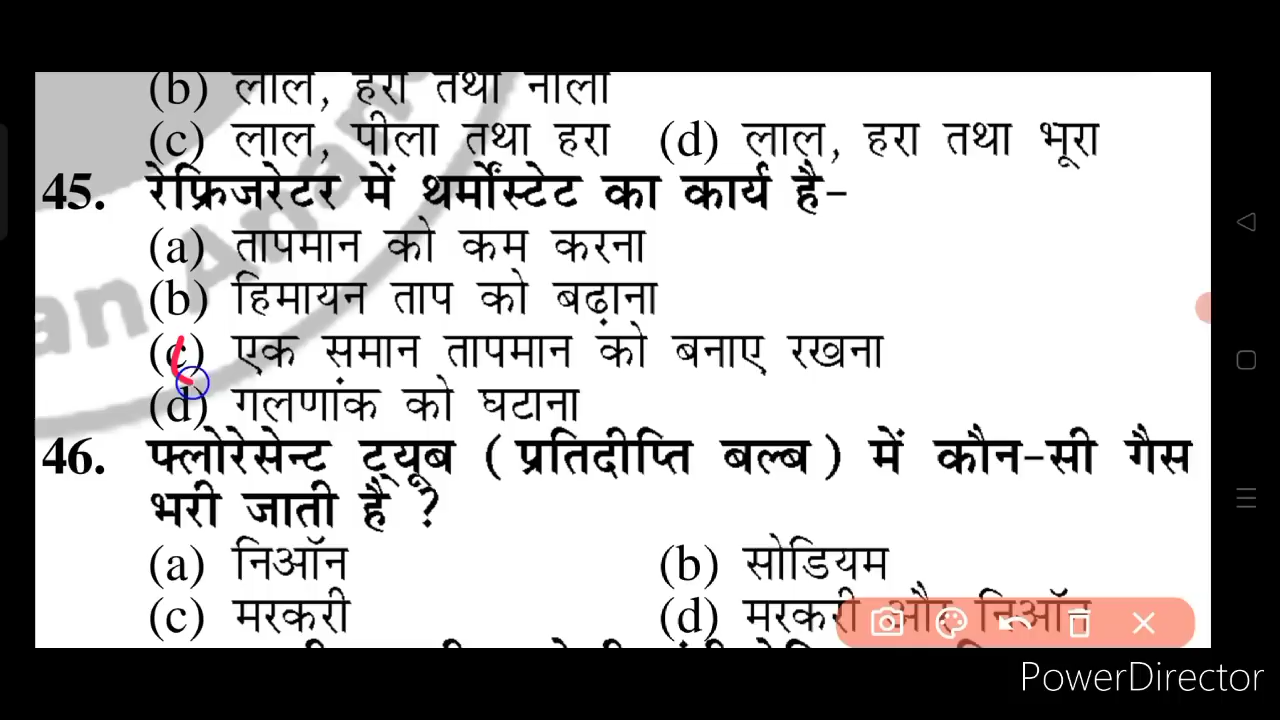 (b) लाल, हरा तथा नीला
(c) लाल, पीला तथा हरा (d) लाल, हरा तथा भूरा
45. रेफ्रिजरेटर में थर्मोस्टेट का कार्य है-
(a) तापमान को कम करना
(b) हिमायन ताप को बढ़ाना
(c) एक समान तापमान को बनाए रखना
(d) गलणांक को घटाना
46. फ्लोरेसेन्ट ट्यूब (प्रतिदीप्ति बल्ब) में कौन-सी गैस
भरी जाती है ?
(a) निऑन (b) सोडियम
(c) मरकरी (d) मरकरी और निऑन
PowerDirector